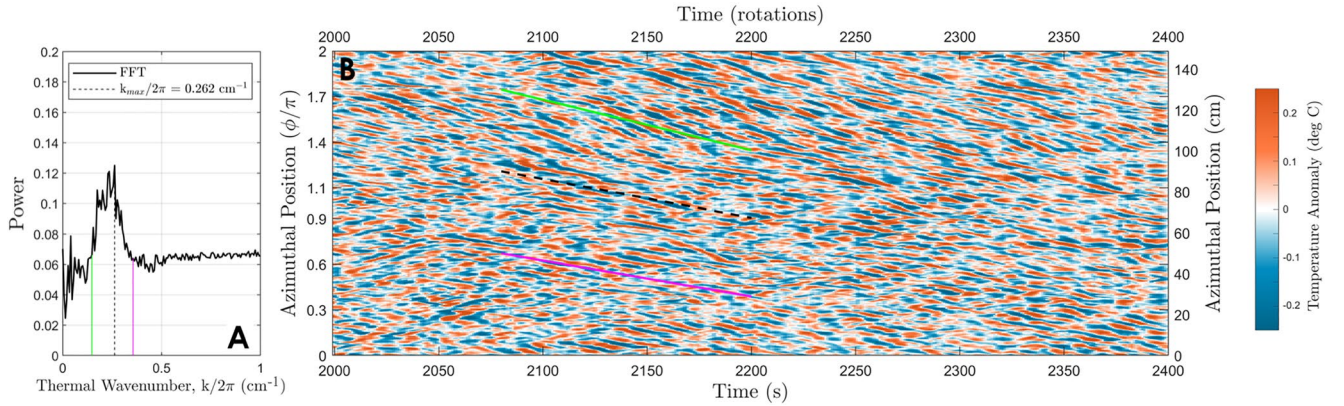 Power
0.2
0.18
0.16
0.14
0.12
0.1
0.08
0.06
0.04
0.02
0
FFT
k_max/2π = 0.262 cm⁻¹
A
0 0.5 1
Thermal Wavenumber, k/2π (cm⁻¹)
Time (rotations)
2000 2050 2100 2150 2200 2250 2300 2350 2400
B
Azimuthal Position (ϕ/π)
2
1.7
1.4
1.1
0.9
0.6
0.3
0
140
120
100
80
60
40
20
0
Azimuthal Position (cm)
2000 2050 2100 2150 2200 2250 2300 2350 2400
Time (s)
0.2
0.1
0
-0.1
-0.2
Temperature Anomaly (deg C)